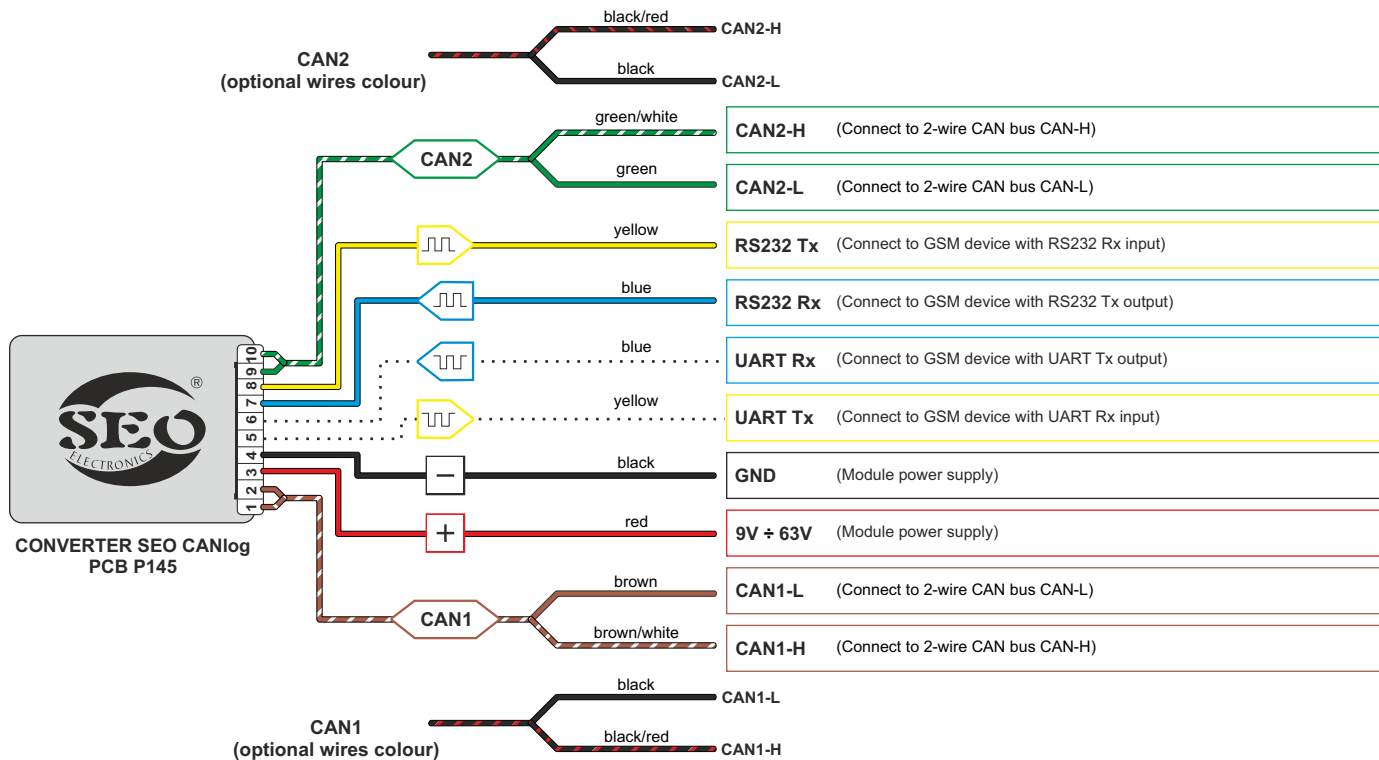 black/red
CAN2-H
CAN2
(optional wires colour)
black
CAN2-L
green/white
CAN2-H (Connect to 2-wire CAN bus CAN-H)
CAN2
green
CAN2-L (Connect to 2-wire CAN bus CAN-L)
yellow
RS232 Tx (Connect to GSM device with RS232 Rx input)
blue
RS232 Rx (Connect to GSM device with RS232 Tx output)
blue
UART Rx (Connect to GSM device with UART Tx output)
yellow
UART Tx (Connect to GSM device with UART Rx input)
black
−
GND (Module power supply)
red
+
9V ÷ 63V (Module power supply)
10
9
8
7
6
5
4
3
2
1
®
SEO
ELECTRONICS
CONVERTER SEO CANlog
PCB P145
brown
CAN1-L (Connect to 2-wire CAN bus CAN-L)
CAN1
brown/white
CAN1-H (Connect to 2-wire CAN bus CAN-H)
black
CAN1-L
CAN1
(optional wires colour)
black/red
CAN1-H